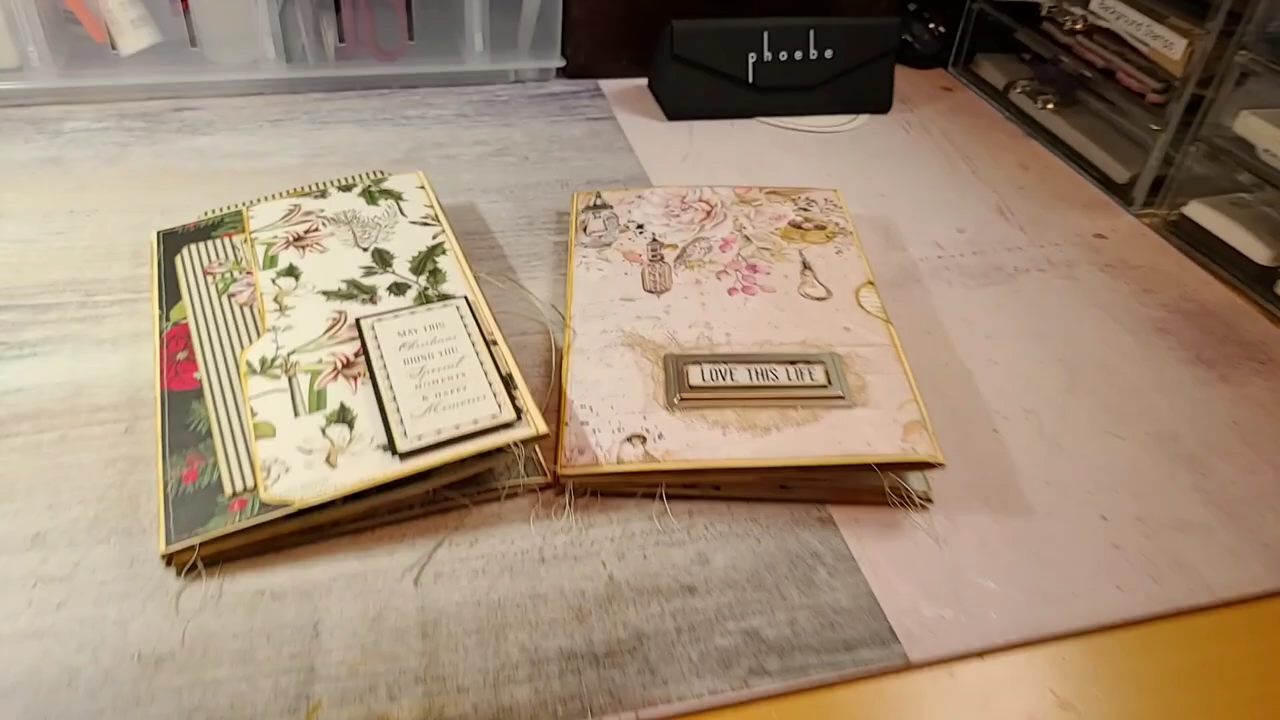 phoebe
MAY THIS
Christmas
BRING YOU
Special
MOMENTS
& HAPPY
Memories
LOVE THIS LIFE